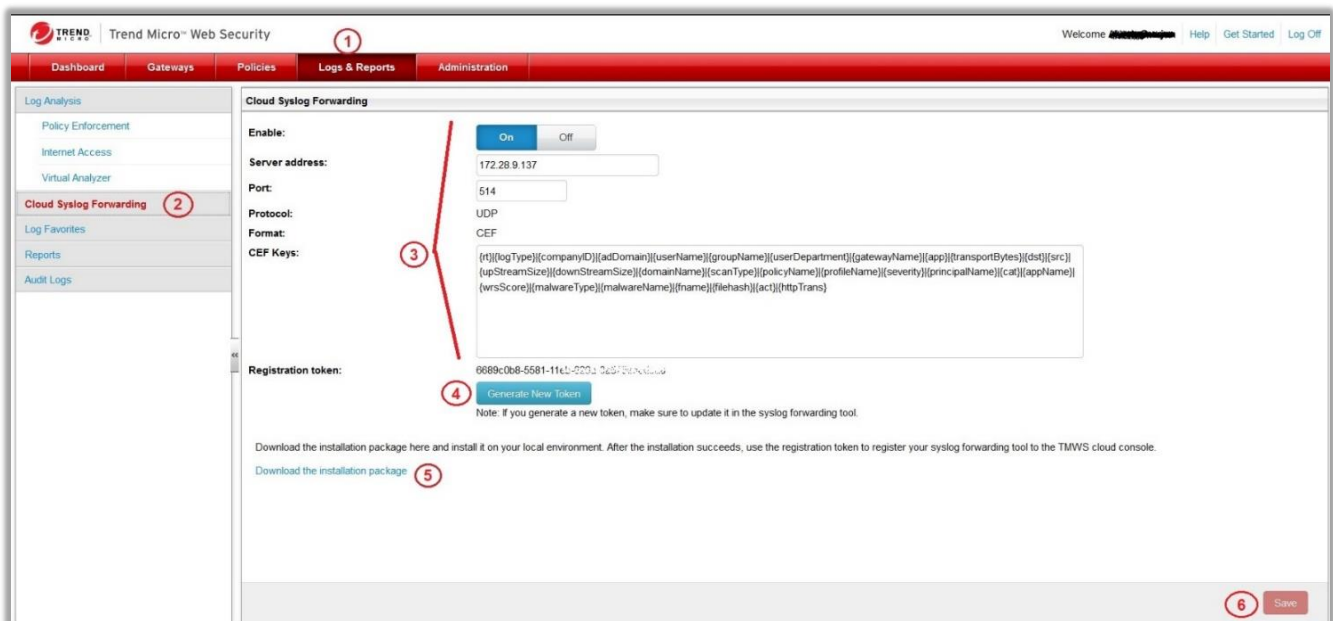 TREND MICRO Trend Micro™ Web Security
Welcome Help Get Started Log Off
1
Dashboard Gateways Policies Logs & Reports Administration
Log Analysis
Policy Enforcement
Internet Access
Virtual Analyzer
Cloud Syslog Forwarding 2
Log Favorites
Reports
Audit Logs
Cloud Syslog Forwarding
Enable: On Off
Server address: 172.28.9.137
Port: 514
Protocol: UDP
Format: CEF
3
CEF Keys: {rt}|{logType}|{companyID}|{adDomain}|{userName}|{groupName}|{userDepartment}|{gatewayName}|{app}|{transportBytes}|{dst}|{src}|
{upStreamSize}|{downStreamSize}|{domainName}|{scanType}|{policyName}|{profileName}|{severity}|{principalName}|{cat}|{appName}|
{wrsScore}|{malwareType}|{malwareName}|{fname}|{filehash}|{act}|{httpTrans}
«
Registration token: 6689c0b8-5581-11
4 Generate New Token
Note: If you generate a new token, make sure to update it in the syslog forwarding tool.
Download the installation package here and install it on your local environment. After the installation succeeds, use the registration token to register your syslog forwarding tool to the TMWS cloud console.
Download the installation package 5
6 Save